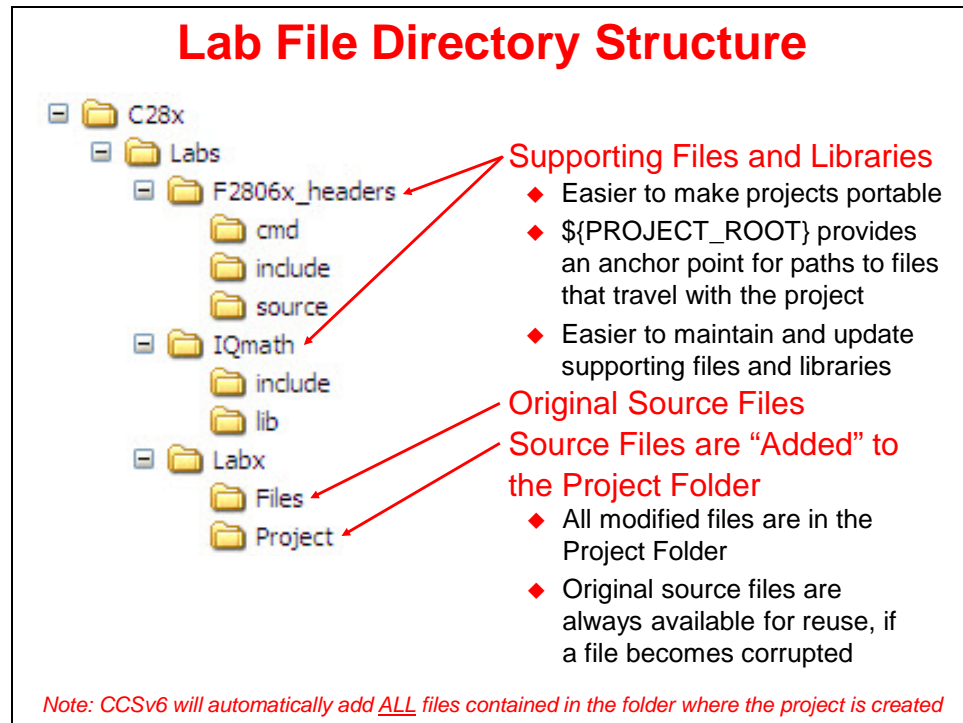 Lab File Directory Structure
C28x
Labs
F2806x_headers
cmd
include
source
IQmath
include
lib
Labx
Files
Project
Supporting Files and Libraries
◆ Easier to make projects portable
◆ ${PROJECT_ROOT} provides
an anchor point for paths to files
that travel with the project
◆ Easier to maintain and update
supporting files and libraries
Original Source Files
Source Files are “Added” to
the Project Folder
◆ All modified files are in the
Project Folder
◆ Original source files are
always available for reuse, if
a file becomes corrupted
Note: CCSv6 will automatically add ALL files contained in the folder where the project is created